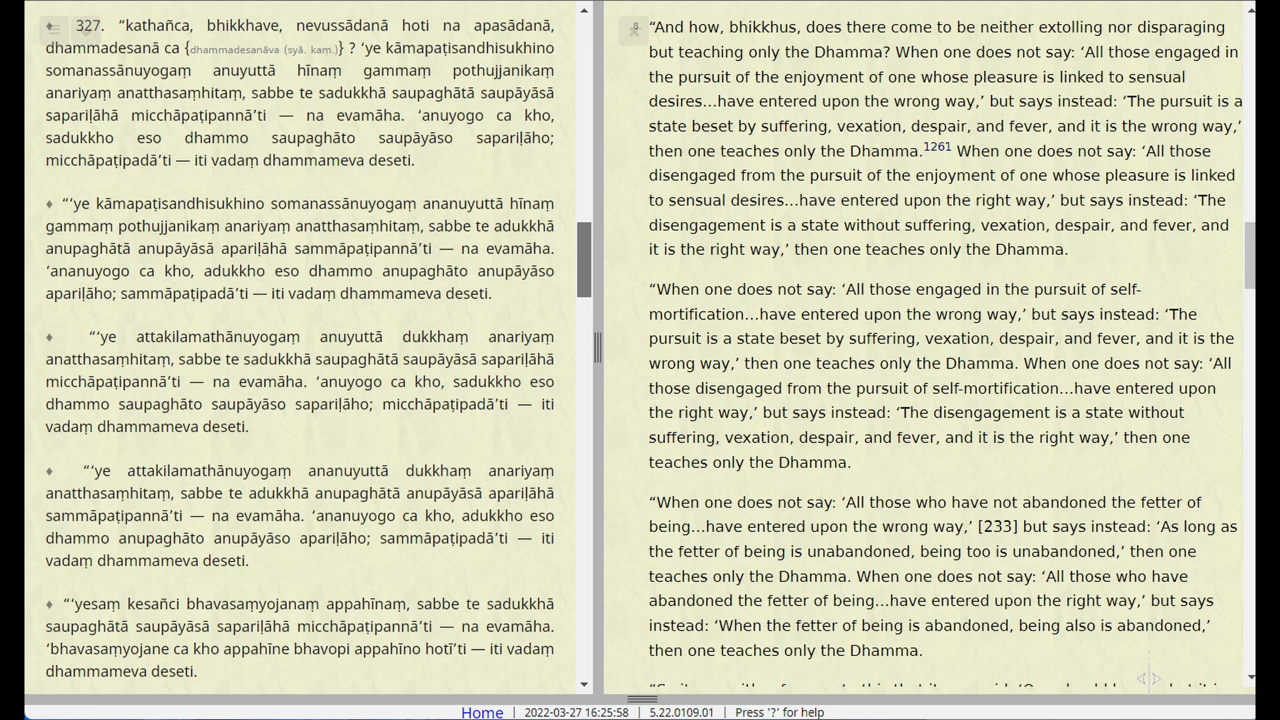 ♦ 327. “kathañca, bhikkhave, nevussādanā hoti na apasādanā,
dhammadesanā ca {dhammadesanāva (syā. kaṃ.)} ? ‘ye kāmapaṭisandhisukhino
somanassānuyogaṃ anuyuttā hīnaṃ gammaṃ pothujjanikaṃ
anariyaṃ anatthasaṃhitaṃ, sabbe te sadukkhā saupaghātā saupāyāsā
sapariḷāhā micchāpaṭipannā’ti — na evamāha. ‘anuyogo ca kho,
sadukkho eso dhammo saupaghāto saupāyāso sapariḷāho;
micchāpaṭipadā’ti — iti vadaṃ dhammameva deseti.
♦ “‘ye kāmapaṭisandhisukhino somanassānuyogaṃ ananuyuttā hīnaṃ
gammaṃ pothujjanikaṃ anariyaṃ anatthasaṃhitaṃ, sabbe te adukkhā
anupaghātā anupāyāsā apariḷāhā sammāpaṭipannā’ti — na evamāha.
‘ananuyogo ca kho, adukkho eso dhammo anupaghāto anupāyāso
apariḷāho; sammāpaṭipadā’ti — iti vadaṃ dhammameva deseti.
♦ “‘ye attakilamathānuyogaṃ anuyuttā dukkhaṃ anariyaṃ
anatthasaṃhitaṃ, sabbe te sadukkhā saupaghātā saupāyāsā sapariḷāhā
micchāpaṭipannā’ti — na evamāha. ‘anuyogo ca kho, sadukkho eso
dhammo saupaghāto saupāyāso sapariḷāho; micchāpaṭipadā’ti — iti
vadaṃ dhammameva deseti.
♦ “‘ye attakilamathānuyogaṃ ananuyuttā dukkhaṃ anariyaṃ
anatthasaṃhitaṃ, sabbe te adukkhā anupaghātā anupāyāsā apariḷāhā
sammāpaṭipannā’ti — na evamāha. ‘ananuyogo ca kho, adukkho eso
dhammo anupaghāto anupāyāso apariḷāho; sammāpaṭipadā’ti — iti
vadaṃ dhammameva deseti.
♦ “‘yesaṃ kesañci bhavasaṃyojanaṃ appahīnaṃ, sabbe te sadukkhā
saupaghātā saupāyāsā sapariḷāhā micchāpaṭipannā’ti — na evamāha.
‘bhavasaṃyojane ca kho appahīne bhavopi appahīno hotī’ti — iti vadaṃ
dhammameva deseti.
8 “And how, bhikkhus, does there come to be neither extolling nor disparaging
but teaching only the Dhamma? When one does not say: ‘All those engaged in
the pursuit of the enjoyment of one whose pleasure is linked to sensual
desires…have entered upon the wrong way,’ but says instead: ‘The pursuit is a
state beset by suffering, vexation, despair, and fever, and it is the wrong way,’
then one teaches only the Dhamma.1261 When one does not say: ‘All those
disengaged from the pursuit of the enjoyment of one whose pleasure is linked
to sensual desires…have entered upon the right way,’ but says instead: ‘The
disengagement is a state without suffering, vexation, despair, and fever, and
it is the right way,’ then one teaches only the Dhamma.
“When one does not say: ‘All those engaged in the pursuit of self-
mortification…have entered upon the wrong way,’ but says instead: ‘The
pursuit is a state beset by suffering, vexation, despair, and fever, and it is the
wrong way,’ then one teaches only the Dhamma. When one does not say: ‘All
those disengaged from the pursuit of self-mortification…have entered upon
the right way,’ but says instead: ‘The disengagement is a state without
suffering, vexation, despair, and fever, and it is the right way,’ then one
teaches only the Dhamma.
“When one does not say: ‘All those who have not abandoned the fetter of
being…have entered upon the wrong way,’ [233] but says instead: ‘As long as
the fetter of being is unabandoned, being too is unabandoned,’ then one
teaches only the Dhamma. When one does not say: ‘All those who have
abandoned the fetter of being…have entered upon the right way,’ but says
instead: ‘When the fetter of being is abandoned, being also is abandoned,’
then one teaches only the Dhamma.
Home | 2022-03-27 16:25:58 | 5.22.0109.01 | Press '?' for help